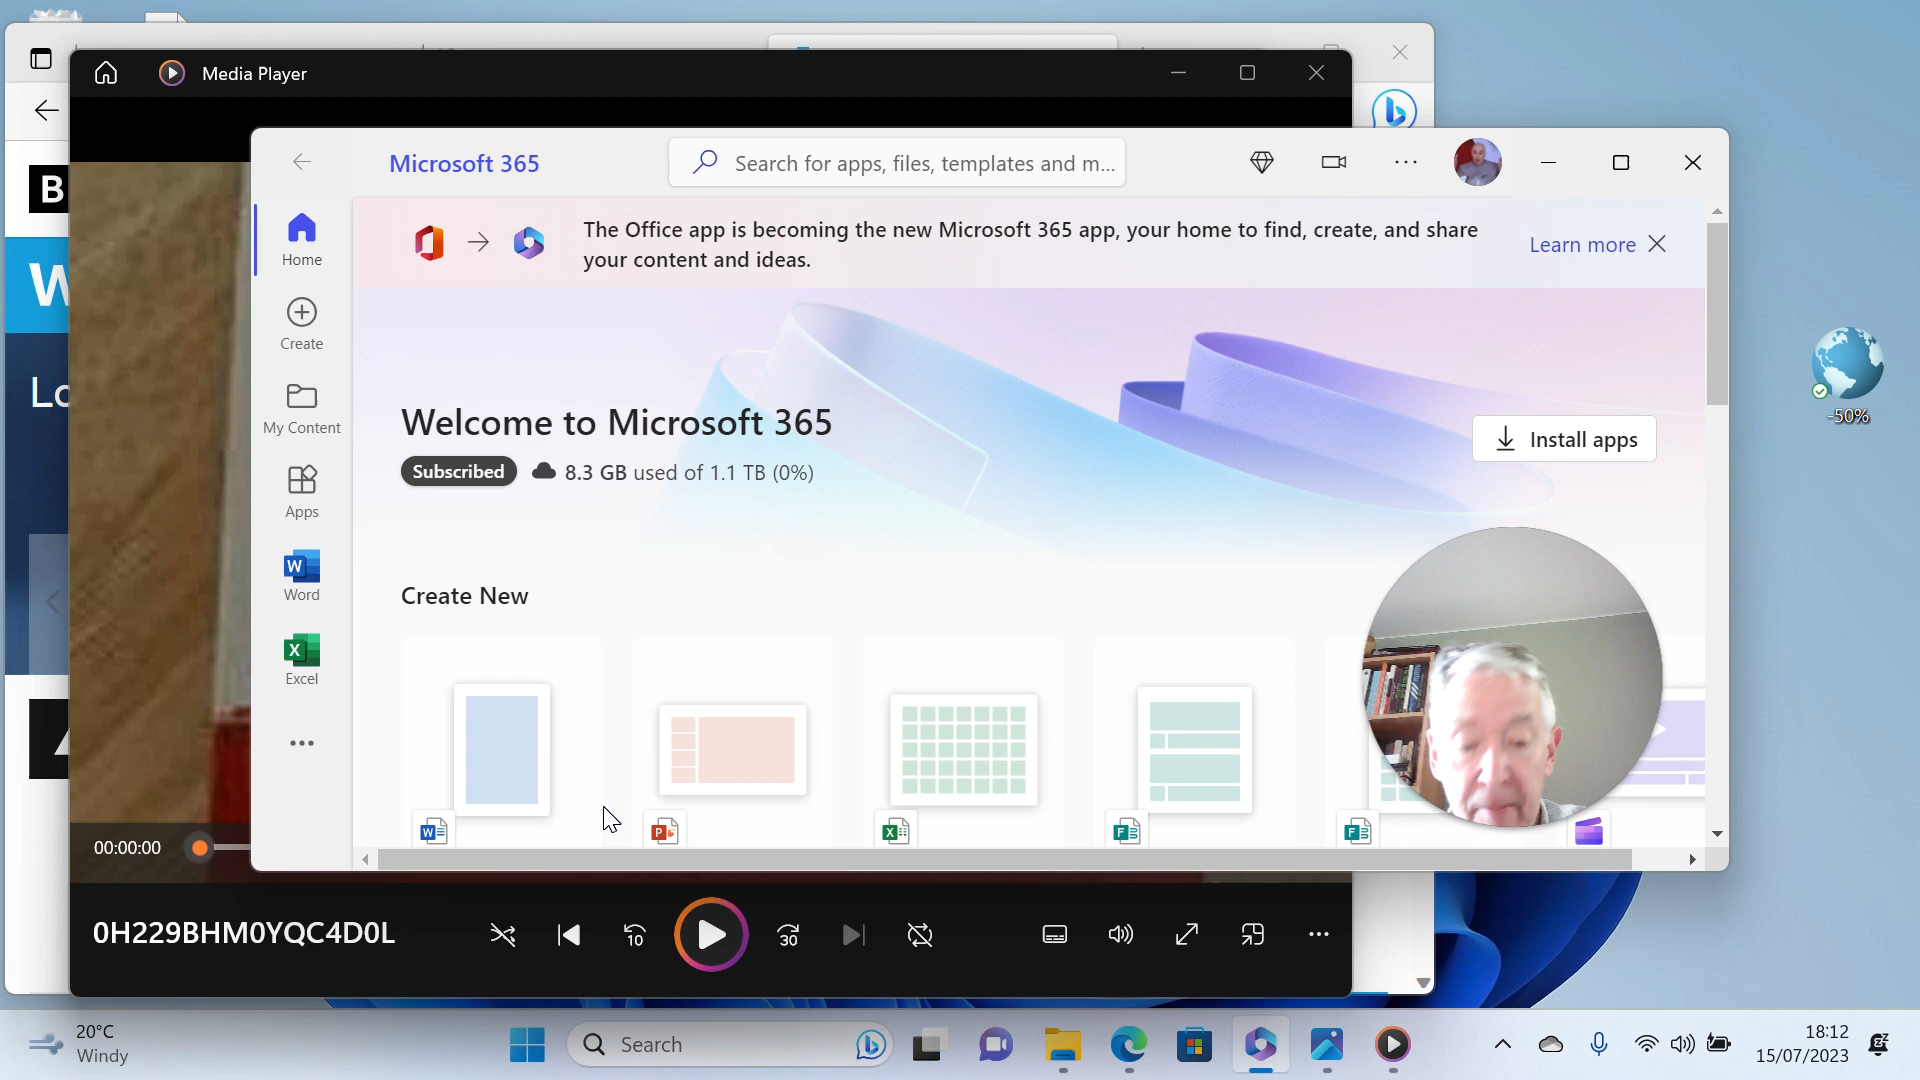 Media Player
B
W
Lo
Microsoft 365
Search for apps, files, templates and m...
The Office app is becoming the new Microsoft 365 app, your home to find, create, and share
your content and ideas.
Learn more
Home
Create
My Content
Apps
Word
Excel
Welcome to Microsoft 365
Subscribed
8.3 GB used of 1.1 TB (0%)
Install apps
Create New
-50%
00:00:00
0H229BHM0YQC4D0L
10
30
20°C
Windy
Search
18:12
15/07/2023